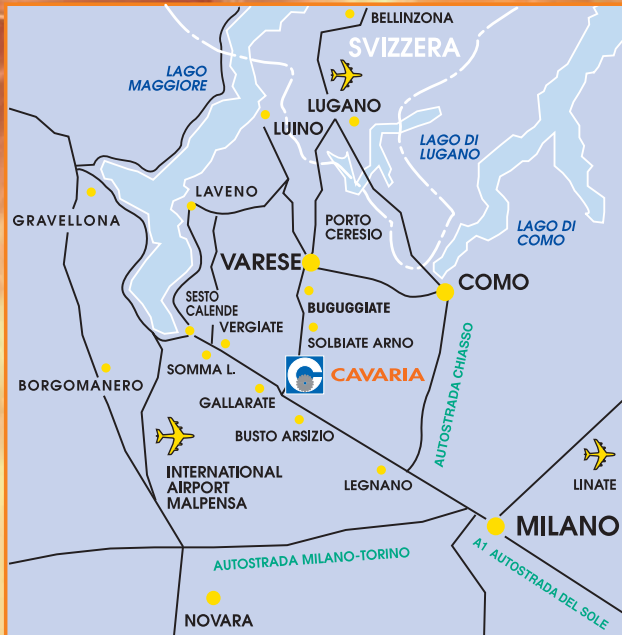 BELLINZONA
SVIZZERA
LAGO
MAGGIORE
LUGANO
LUINO
LAGO DI
LUGANO
LAVENO
GRAVELLONA
PORTO
CERESIO
LAGO DI
COMO
VARESE
COMO
SESTO
CALENDE
BUGUGGIATE
VERGIATE
SOLBIATE ARNO
SOMMA L.
CAVARIA
BORGOMANERO
GALLARATE
AUTOSTRADA CHIASSO
BUSTO ARSIZIO
INTERNATIONAL
AIRPORT
MALPENSA
LEGNANO
LINATE
MILANO
AUTOSTRADA MILANO-TORINO
A1 AUTOSTRADA DEL SOLE
NOVARA